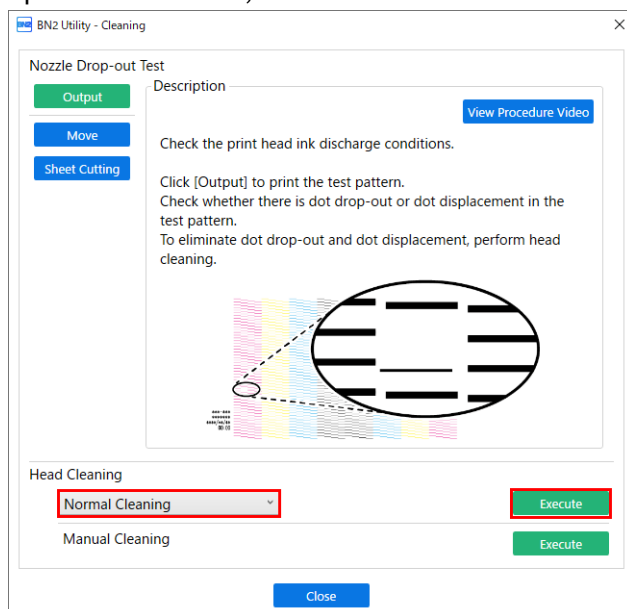 BN2 Utility - Cleaning
Nozzle Drop-out Test
Output
Description
View Procedure Video
Move
Check the print head ink discharge conditions.
Sheet Cutting
Click [Output] to print the test pattern.
Check whether there is dot drop-out or dot displacement in the
test pattern.
To eliminate dot drop-out and dot displacement, perform head
cleaning.
Head Cleaning
Normal Cleaning
Execute
Manual Cleaning
Execute
Close